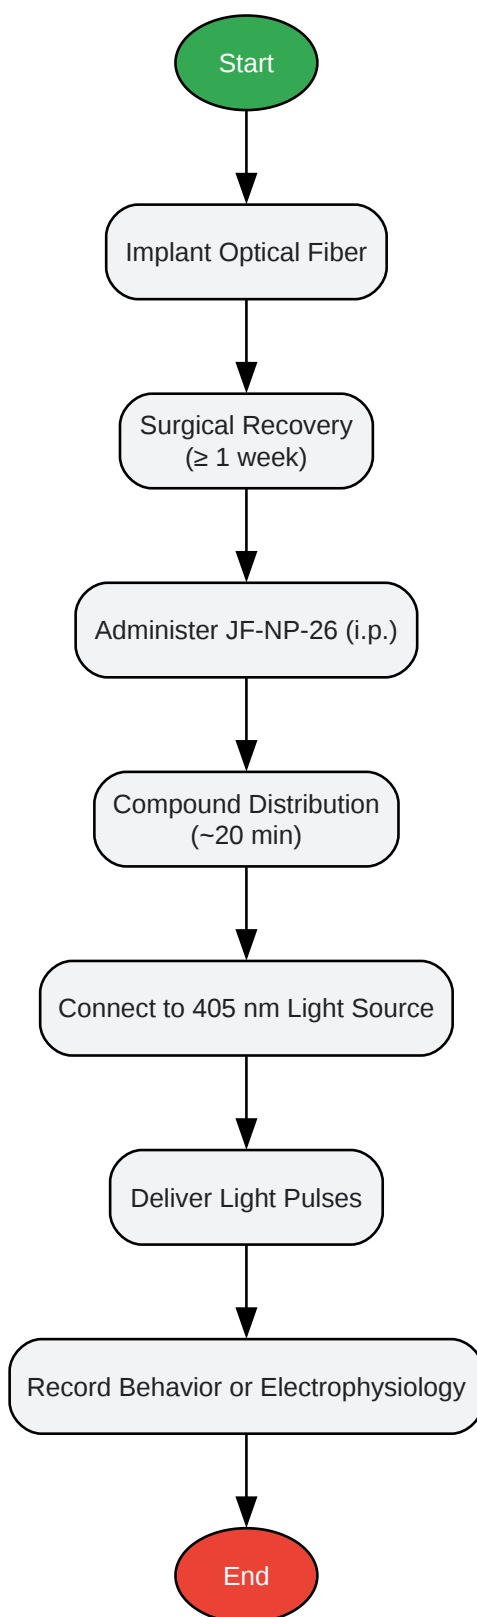 Start
Implant Optical Fiber
Surgical Recovery
(≥ 1 week)
Administer JF-NP-26 (i.p.)
Compound Distribution
(~20 min)
Connect to 405 nm Light Source
Deliver Light Pulses
Record Behavior or Electrophysiology
End